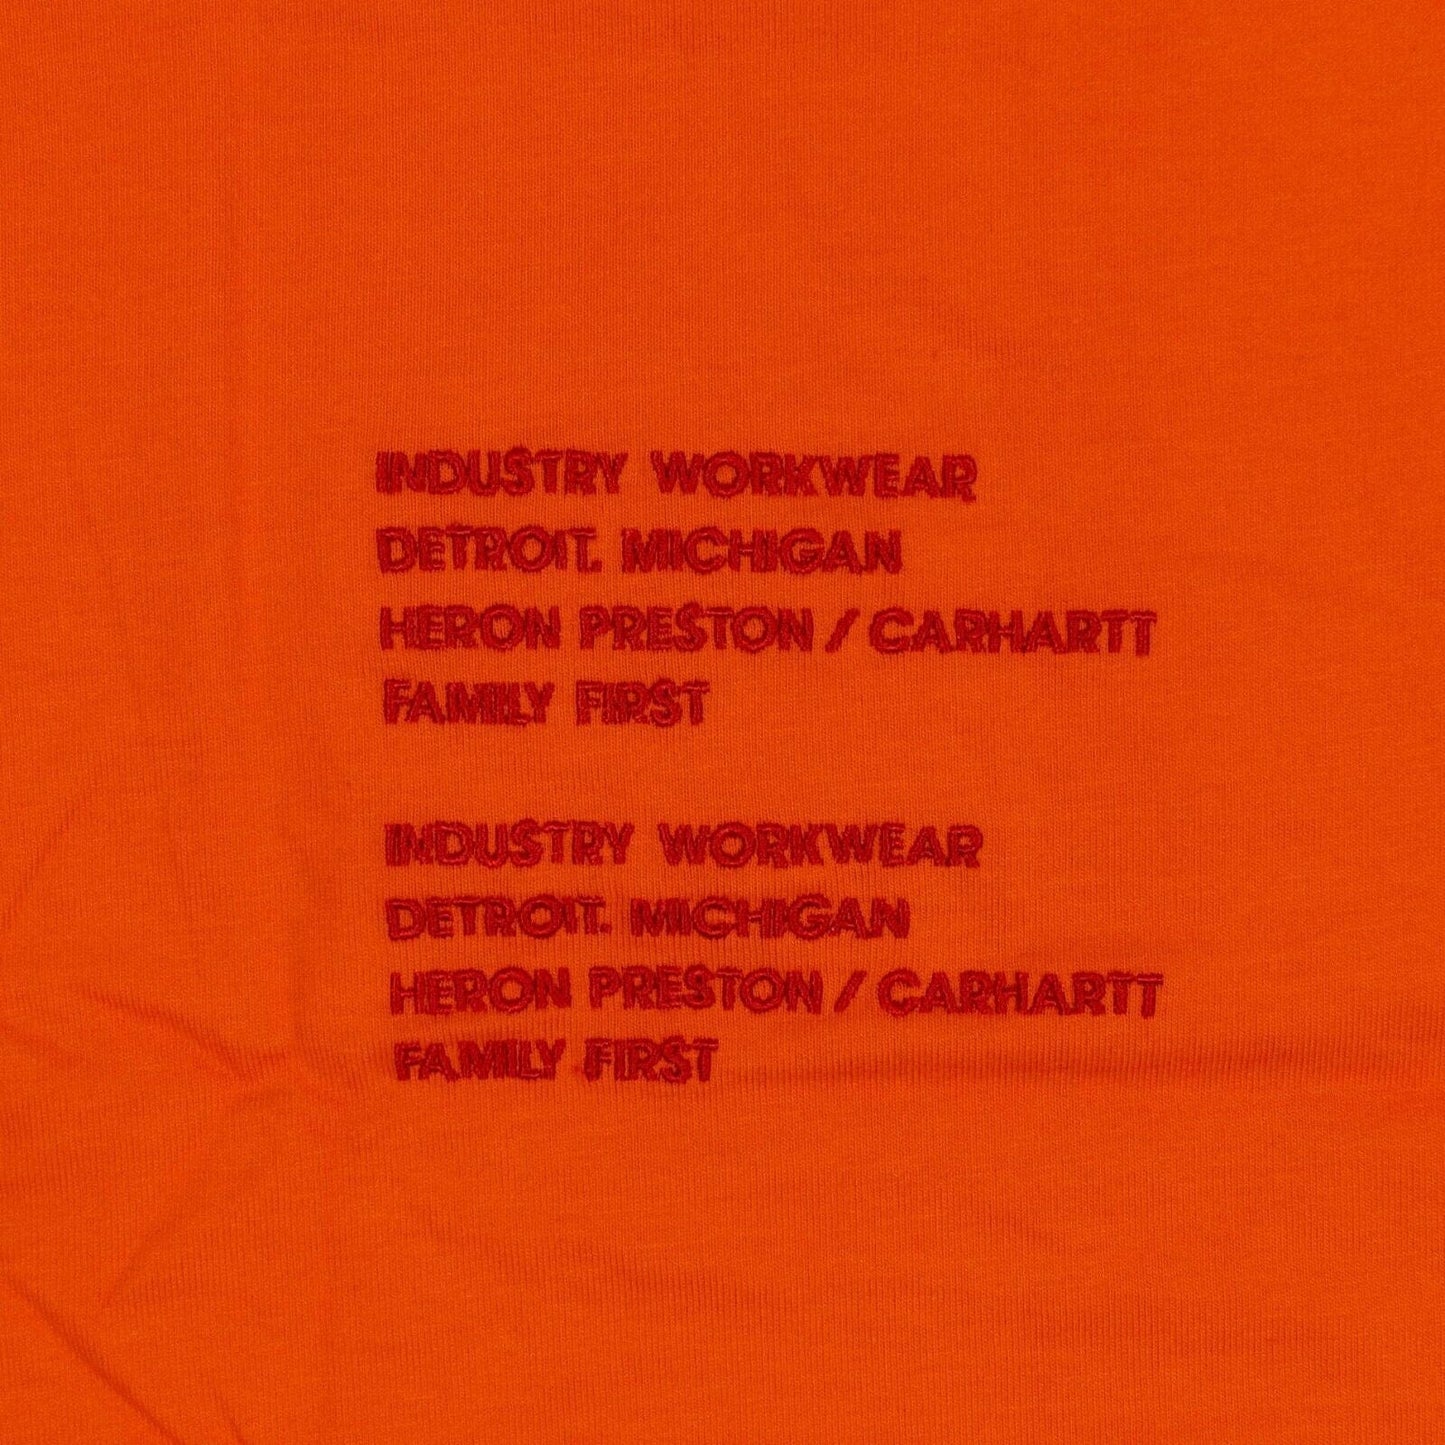 INDUSTRY WORKWEAR
DETROIT. MICHIGAN
HERON PRESTON / CARHARTT
FAMILY FIRST
INDUSTRY WORKWEAR
DETROIT. MICHIGAN
HERON PRESTON / CARHARTT
FAMILY FIRST